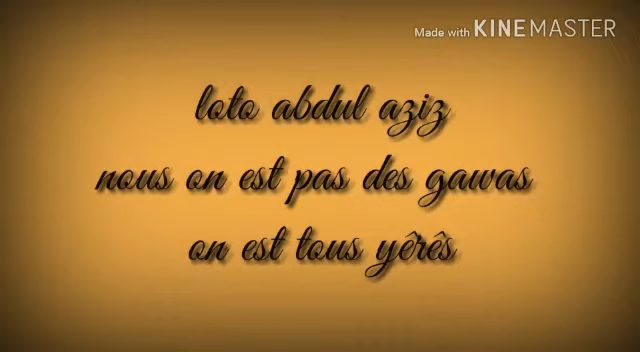 Made with KINEMASTER
loto abdul aziz
nous on est pas des gawas
on est tous yêrês